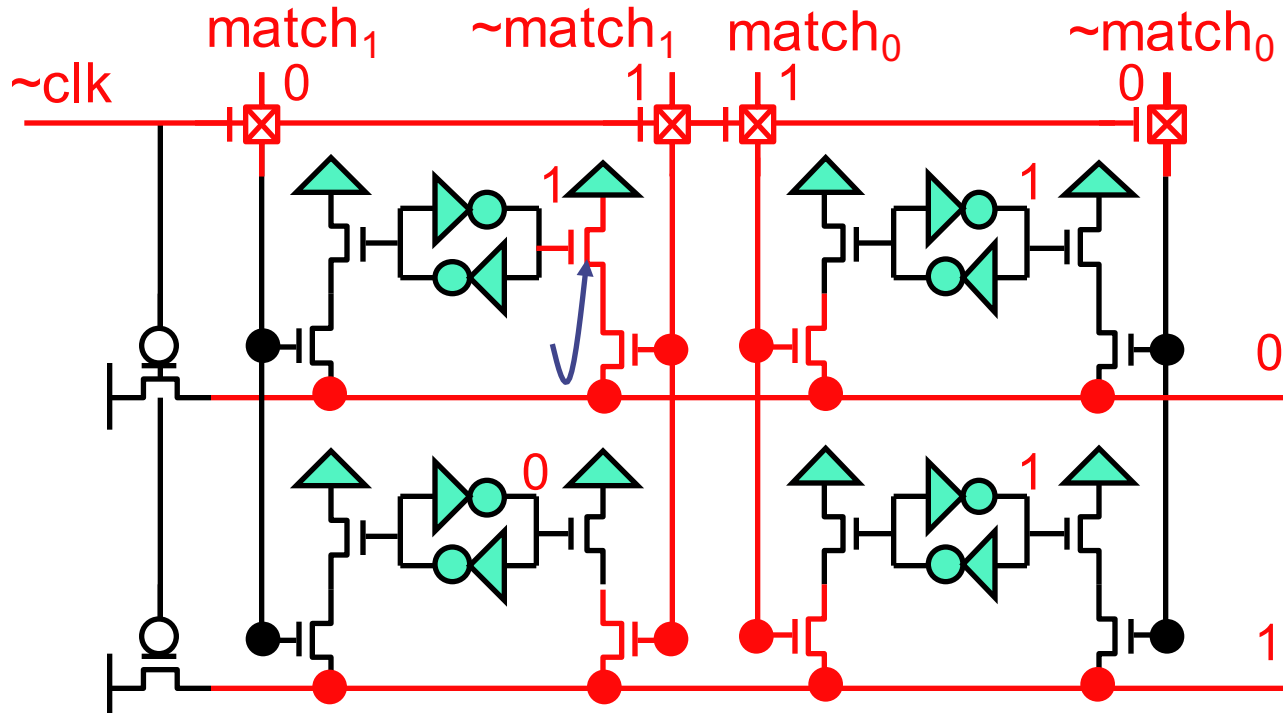 match₁ ~match₁ match₀ ~match₀
~clk 0 1 1 0
1 1
0
0 1
1